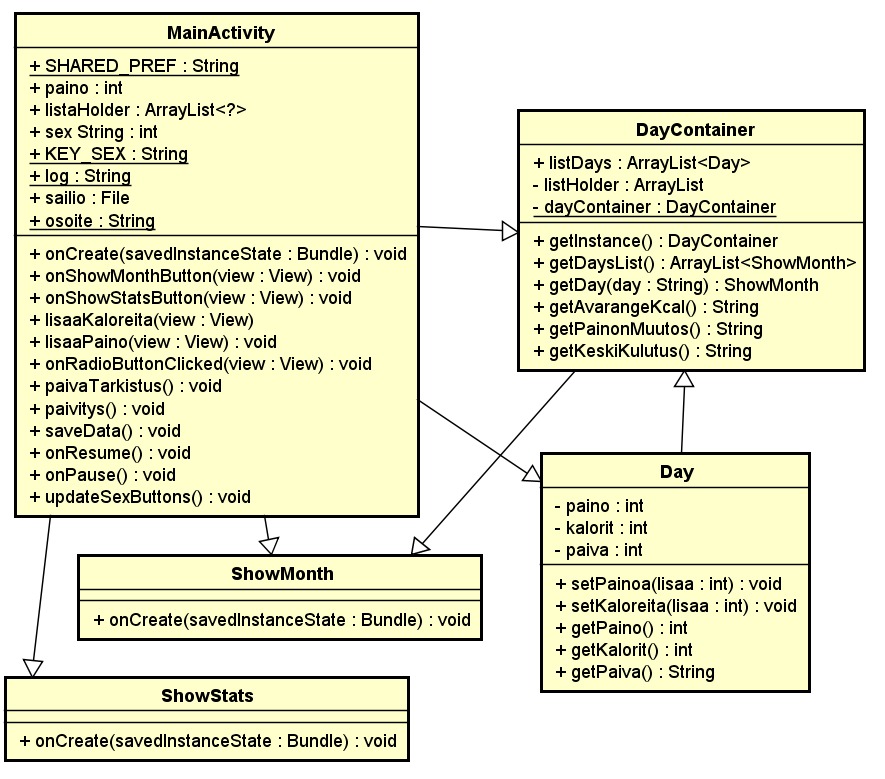 MainActivity
+ SHARED_PREF : String
+ paino : int
+ listaHolder : ArrayList<?>
+ sex String : int
+ KEY_SEX : String
+ log : String
+ sailio : File
+ osoite : String
+ onCreate(savedInstanceState : Bundle) : void
+ onShowMonthButton(view : View) : void
+ onShowStatsButton(view : View) : void
+ lisaaKaloreita(view : View)
+ lisaaPaino(view : View) : void
+ onRadioButtonClicked(view : View) : void
+ paivaTarkistus() : void
+ paivitys() : void
+ saveData() : void
+ onResume() : void
+ onPause() : void
+ updateSexButtons() : void
DayContainer
+ listDays : ArrayList<Day>
- listHolder : ArrayList
- dayContainer : DayContainer
+ getInstance() : DayContainer
+ getDaysList() : ArrayList<ShowMonth>
+ getDay(day : String) : ShowMonth
+ getAvarangeKcal() : String
+ getPainonMuutos() : String
+ getKeskiKulutus() : String
Day
- paino : int
- kalorit : int
- paiva : int
+ setPainoa(lisaa : int) : void
+ setKaloreita(lisaa : int) : void
+ getPaino() : int
+ getKalorit() : int
+ getPaiva() : String
ShowMonth
+ onCreate(savedInstanceState : Bundle) : void
ShowStats
+ onCreate(savedInstanceState : Bundle) : void